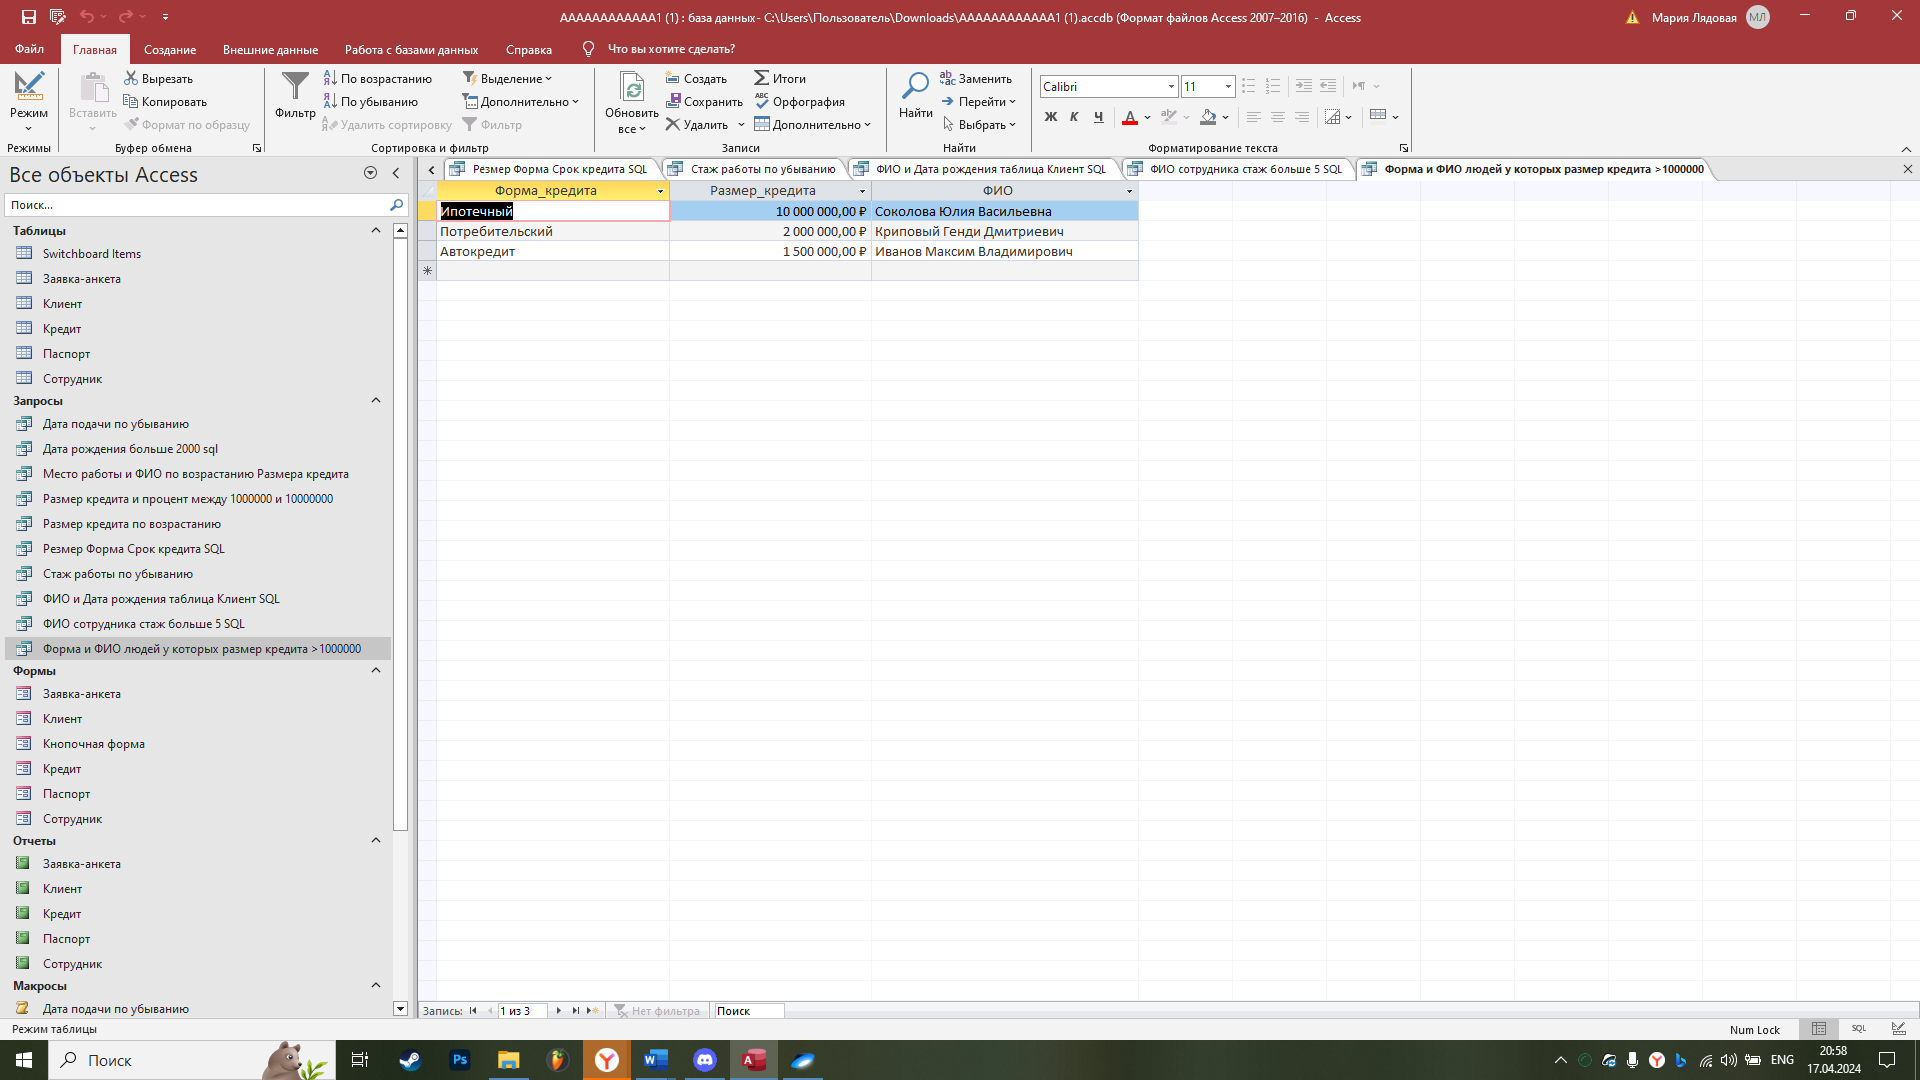 AAAAAAAAAAAA1 (1) : база данных- C:\Users\Пользователь\Downloads\AAAAAAAAAAAA1 (1).accdb (Формат файлов Access 2007–2016) - Access
Мария Лядовая
МЛ
Файл
Главная
Создание
Внешние данные
Работа с базами данных
Справка
Что вы хотите сделать?
Режим
Режимы
Вставить
Вырезать
Копировать
Формат по образцу
Буфер обмена
Фильтр
По возрастанию
По убыванию
Удалить сортировку
Выделение
Дополнительно
Фильтр
Сортировка и фильтр
Обновить
все
Создать
Сохранить
Удалить
Итоги
Орфография
Дополнительно
Записи
Найти
Заменить
Перейти
Выбрать
Найти
Calibri
11
Ж К Ч
Форматирование текста
Все объекты Access
Поиск...
Таблицы
Switchboard Items
Заявка-анкета
Клиент
Кредит
Паспорт
Сотрудник
Запросы
Дата подачи по убыванию
Дата рождения больше 2000 sql
Место работы и ФИО по возрастанию Размера кредита
Размер кредита и процент между 1000000 и 10000000
Размер кредита по возрастанию
Резмер Форма Срок кредита SQL
Стаж работы по убыванию
ФИО и Дата рождения таблица Клиент SQL
ФИО сотрудника стаж больше 5 SQL
Форма и ФИО людей у которых размер кредита >1000000
Формы
Заявка-анкета
Клиент
Кнопочная форма
Кредит
Паспорт
Сотрудник
Отчеты
Заявка-анкета
Клиент
Кредит
Паспорт
Сотрудник
Макросы
Дата подачи по убыванию
Резмер Форма Срок кредита SQL
Стаж работы по убыванию
ФИО и Дата рождения таблица Клиент SQL
ФИО сотрудника стаж больше 5 SQL
Форма и ФИО людей у которых размер кредита >1000000
Форма_кредита Размер_кредита ФИО
Ипотечный 10 000 000,00 ₽ Соколова Юлия Васильевна
Потребительский 2 000 000,00 ₽ Криповый Генди Дмитриевич
Автокредит 1 500 000,00 ₽ Иванов Максим Владимирович
Запись: 1 из 3 Нет фильтра Поиск
Режим таблицы
Num Lock
SQL
Поиск
ENG
20:58
17.04.2024